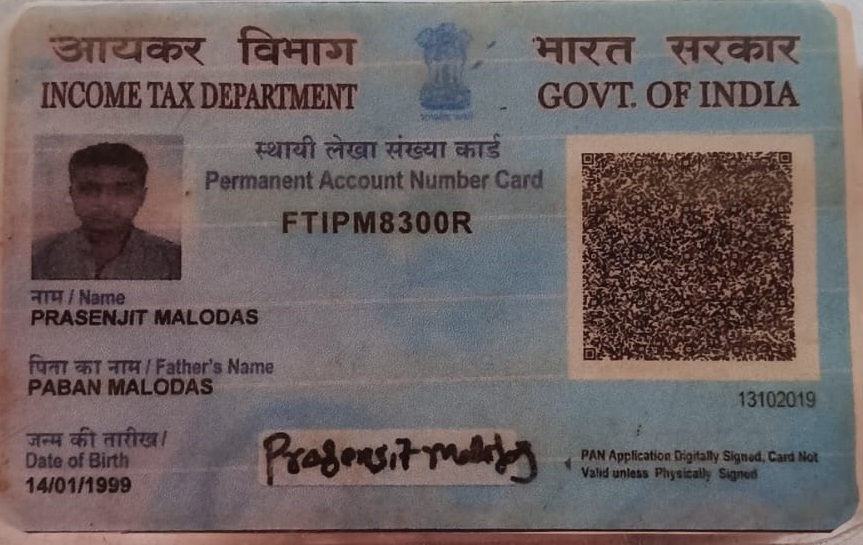 आयकर विभाग
INCOME TAX DEPARTMENT
भारत सरकार
GOVT. OF INDIA
स्थायी लेखा संख्या कार्ड
Permanent Account Number Card
FTIPM8300R
नाम / Name
PRASENJIT MALODAS
पिता का नाम / Father's Name
PABAN MALODAS
13102019
जन्म की तारीख /
Date of Birth
14/01/1999
Prasenjit
PAN Application Digitally Signed, Card Not
Valid unless Physically Signed